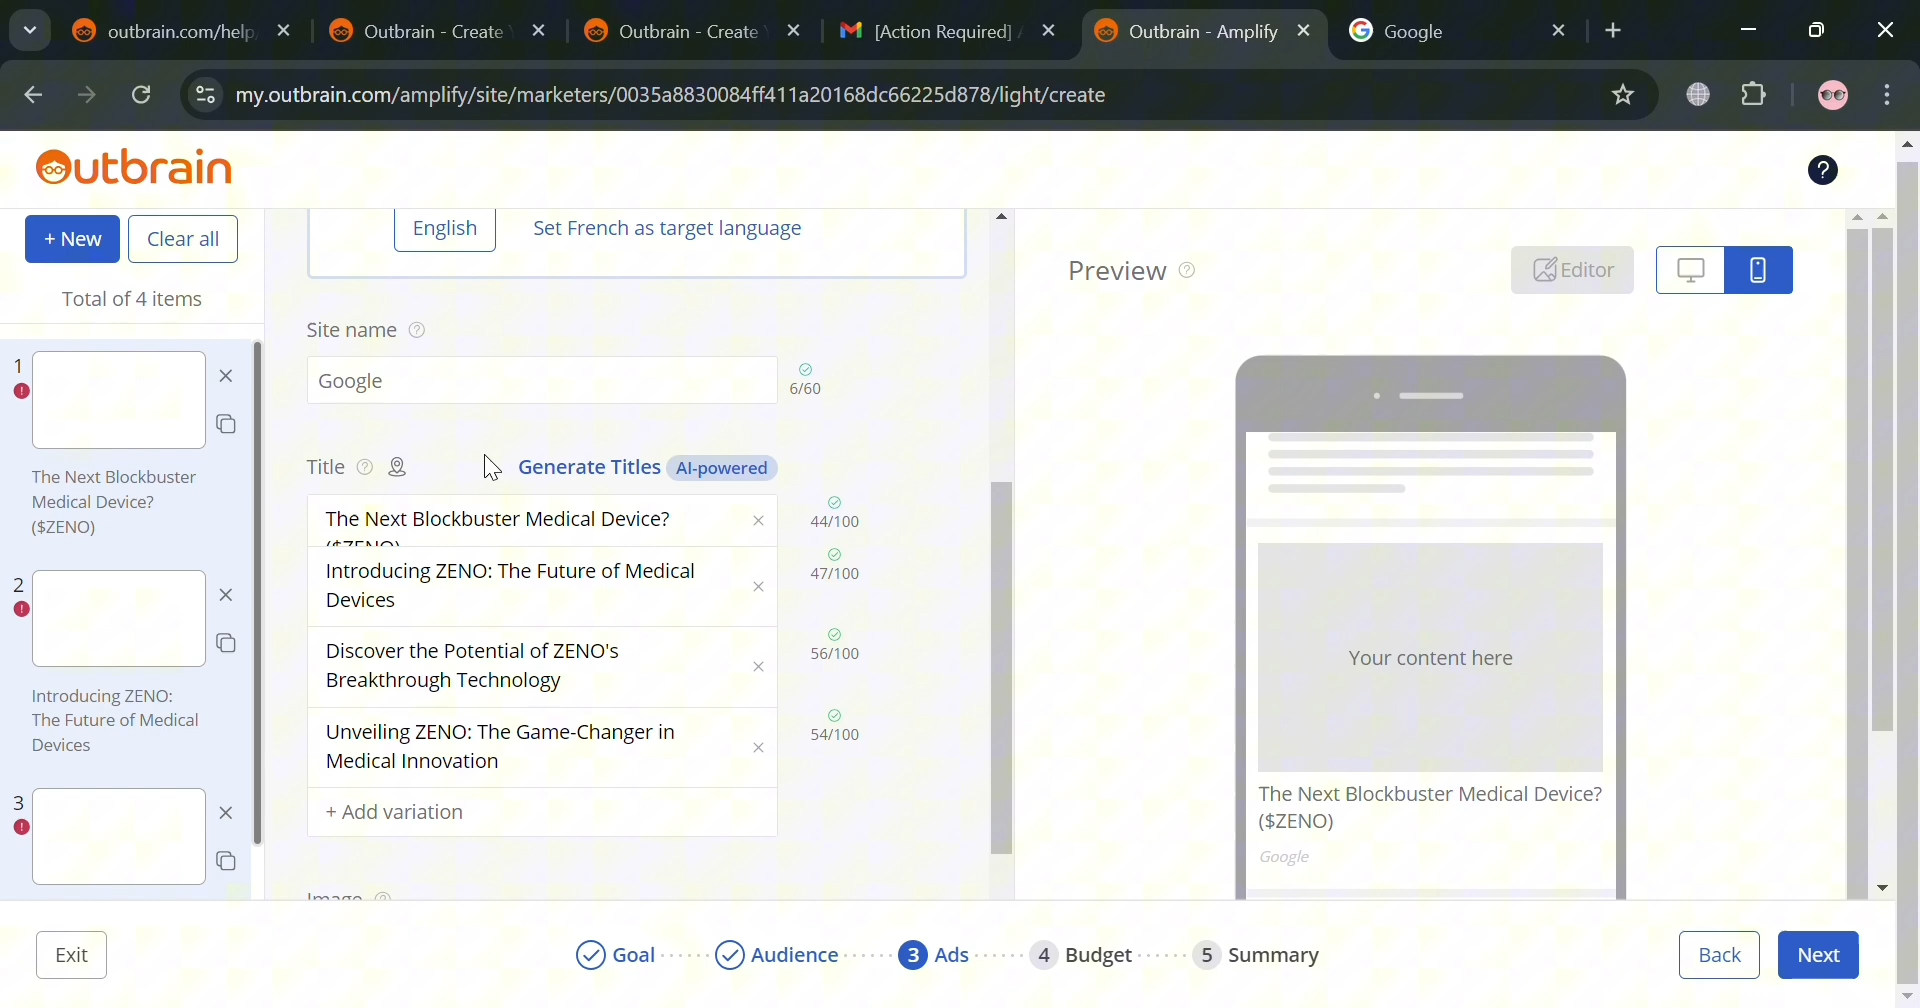 outbrain.com/help
Outbrain - Create
Outbrain - Create
[Action Required]
Outbrain - Amplify
Google
my.outbrain.com/amplify/site/marketers/0035a8830084ff411a20168dc66225d878/light/create
Outbrain
?
+ New
Clear all
Total of 4 items
1
The Next Blockbuster
Medical Device?
($ZENO)
2
Introducing ZENO:
The Future of Medical
Devices
3
English
Set French as target language
Site name ?
Google
6/60
Title ?
Generate Titles AI-powered
The Next Blockbuster Medical Device?
($ZENO)
44/100
Introducing ZENO: The Future of Medical
Devices
47/100
Discover the Potential of ZENO's
Breakthrough Technology
56/100
Unveiling ZENO: The Game-Changer in
Medical Innovation
54/100
+ Add variation
Image ?
Preview ?
Editor
Your content here
The Next Blockbuster Medical Device?
($ZENO)
Google
Exit
Goal
Audience
3 Ads
4 Budget
5 Summary
Back
Next